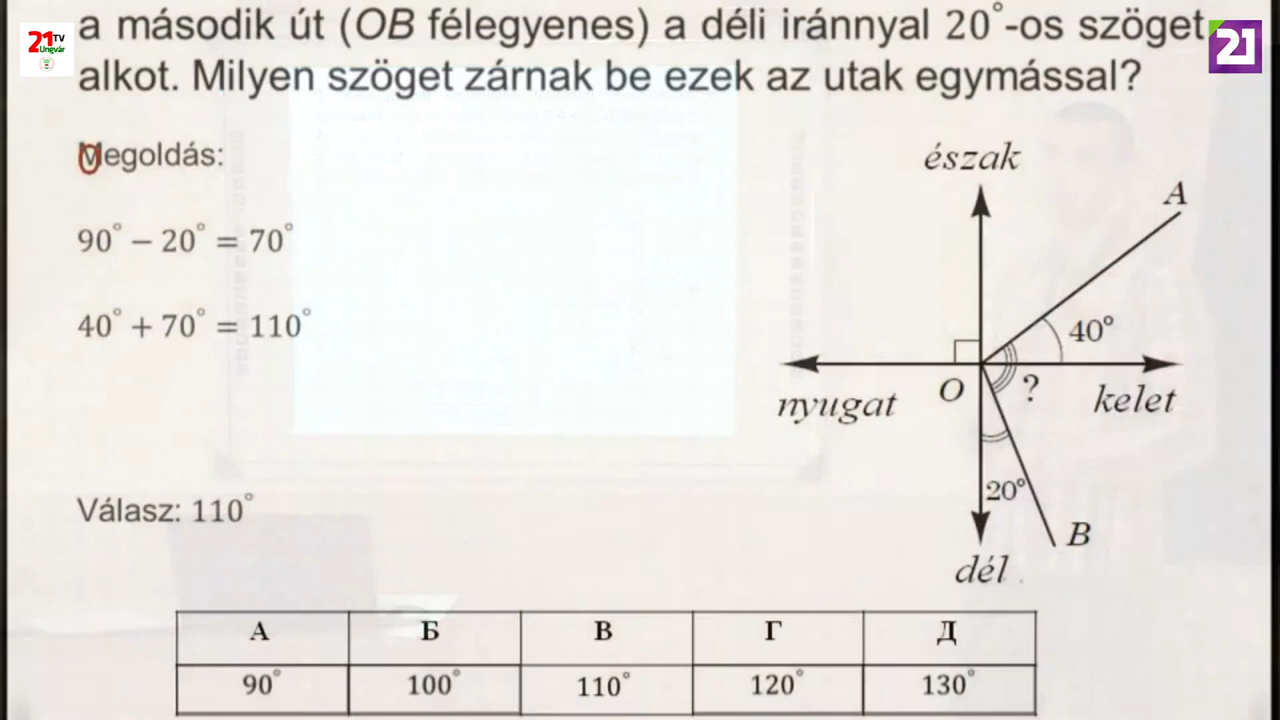 a második út (OB félegyenes) a déli iránnyal 20°-os szöget
alkot. Milyen szöget zárnak be ezek az utak egymással?
21 TV
Ungvár
21
Megoldás:
90° − 20° = 70°
40° + 70° = 110°
Válasz: 110°
észak
A
40°
O
?
nyugat
kelet
20°
B
dél
А Б В Г Д
90° 100° 110° 120° 130°